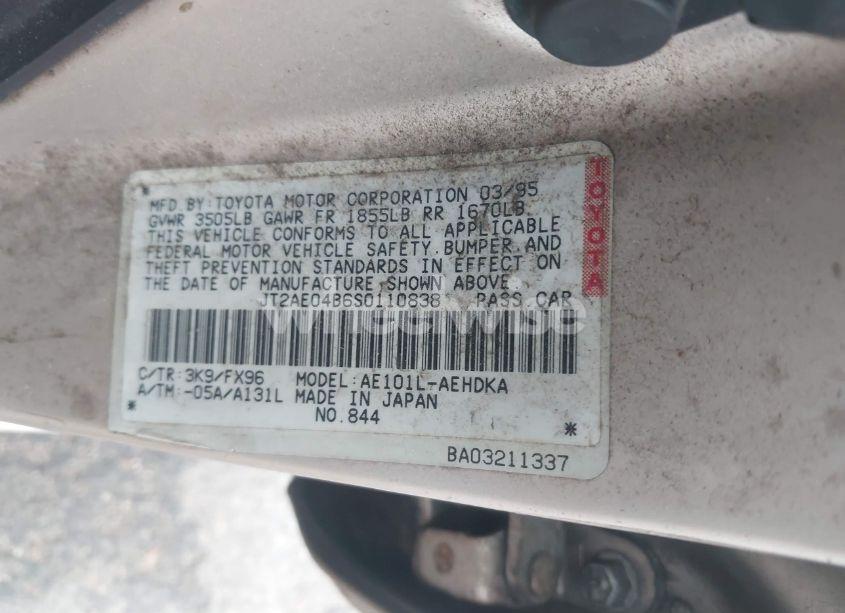 MFD BY:TOYOTA MOTOR CORPORATION 03/95
GVWR 3505LB GAWR FR 1855LB RR 1670LB
THIS VEHICLE CONFORMS TO ALL APPLICABLE
FEDERAL MOTOR VEHICLE SAFETY,BUMPER,AND
THEFT PREVENTION STANDARDS IN EFFECT ON
THE DATE OF MANUFACTURE SHOWN ABOVE.
JT2AE04B6S0110838 PASS CAR
C/TR:3K9/FX96 MODEL:AE101L-AEHDKA
A/TM:-05A/A131L MADE IN JAPAN
NO.844
* *
BA03211337
TOYOTA
wheelwise